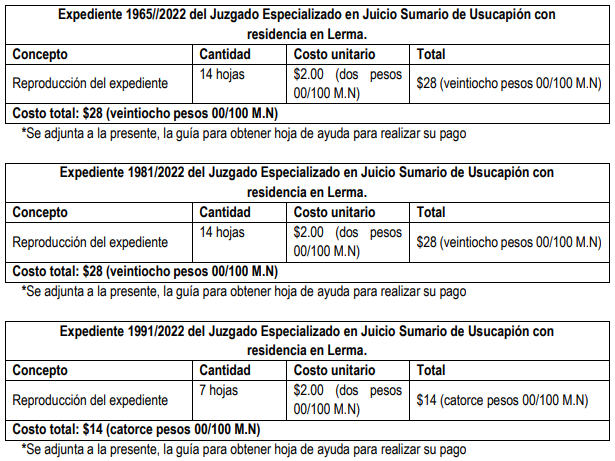 Expediente 1965//2022 del Juzgado Especializado en Juicio Sumario de Usucapión con
residencia en Lerma.
Concepto Cantidad Costo unitario Total
Reproducción del expediente 14 hojas $2.00 (dos pesos $28 (veintiocho pesos 00/100 M.N)
00/100 M.N)
Costo total: $28 (veintiocho pesos 00/100 M.N)
*Se adjunta a la presente, la guía para obtener hoja de ayuda para realizar su pago
Expediente 1981/2022 del Juzgado Especializado en Juicio Sumario de Usucapión con
residencia en Lerma.
Concepto Cantidad Costo unitario Total
Reproducción del expediente 14 hojas $2.00 (dos pesos $28 (veintiocho pesos 00/100 M.N)
00/100 M.N)
Costo total: $28 (veintiocho pesos 00/100 M.N)
*Se adjunta a la presente, la guía para obtener hoja de ayuda para realizar su pago
Expediente 1991/2022 del Juzgado Especializado en Juicio Sumario de Usucapión con
residencia en Lerma.
Concepto Cantidad Costo unitario Total
Reproducción del expediente 7 hojas $2.00 (dos pesos $14 (catorce pesos 00/100 M.N)
00/100 M.N)
Costo total: $14 (catorce pesos 00/100 M.N)
*Se adjunta a la presente, la guía para obtener hoja de ayuda para realizar su pago